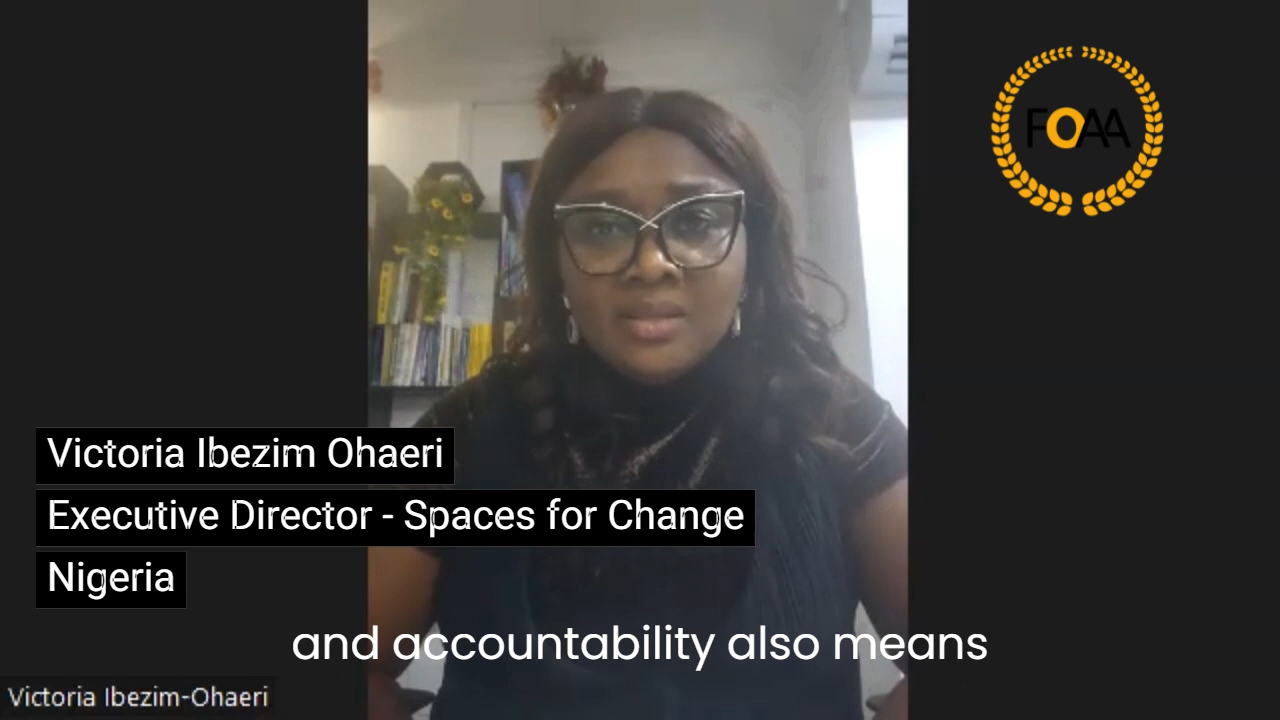 FOAA
Victoria Ibezim Ohaeri
Executive Director - Spaces for Change
Nigeria
and accountability also means
Victoria Ibezim-Ohaeri